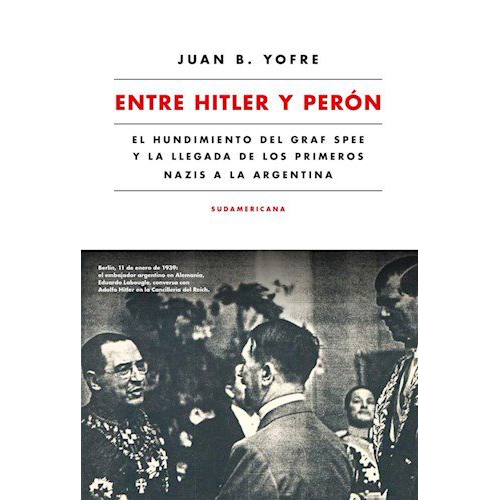 JUAN B. YOFRE
ENTRE HITLER Y PERÓN
EL HUNDIMIENTO DEL GRAF SPEE
Y LA LLEGADA DE LOS PRIMEROS
NAZIS A LA ARGENTINA
SUDAMERICANA
Berlín, 11 de enero de 1939:
el embajador argentino en Alemania,
Eduardo Labougle, conversa con
Adolfo Hitler en la Cancillería del Reich.